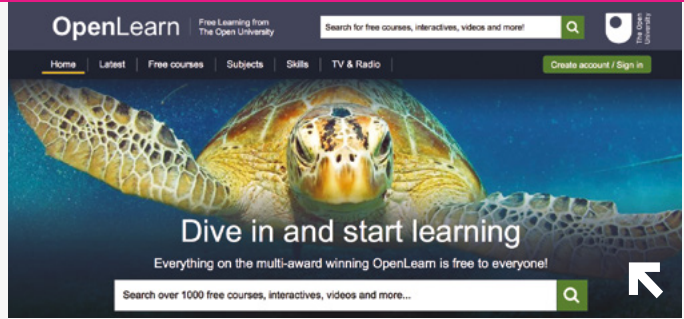 OpenLearn
Free Learning from
The Open University
Search for free courses, interactives, videos and more!
The Open
University
Home
Latest
Free courses
Subjects
Skills
TV & Radio
Create account / Sign in
Dive in and start learning
Everything on the multi-award winning OpenLearn is free to everyone!
Search over 1000 free courses, interactives, videos and more...